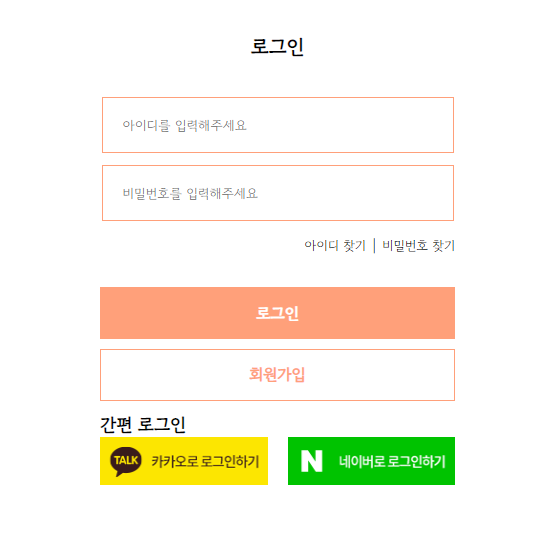 로그인
아이디를 입력해주세요
비밀번호를 입력해주세요
아이디 찾기 | 비밀번호 찾기
로그인
회원가입
간편 로그인
TALK 카카오로 로그인하기
N 네이버로 로그인하기